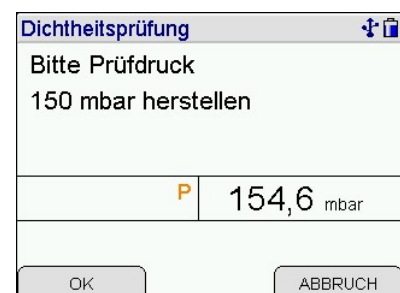 Dichtheitsprüfung
Bitte Prüfdruck
150 mbar herstellen
P 154,6 mbar
OK ABBRUCH